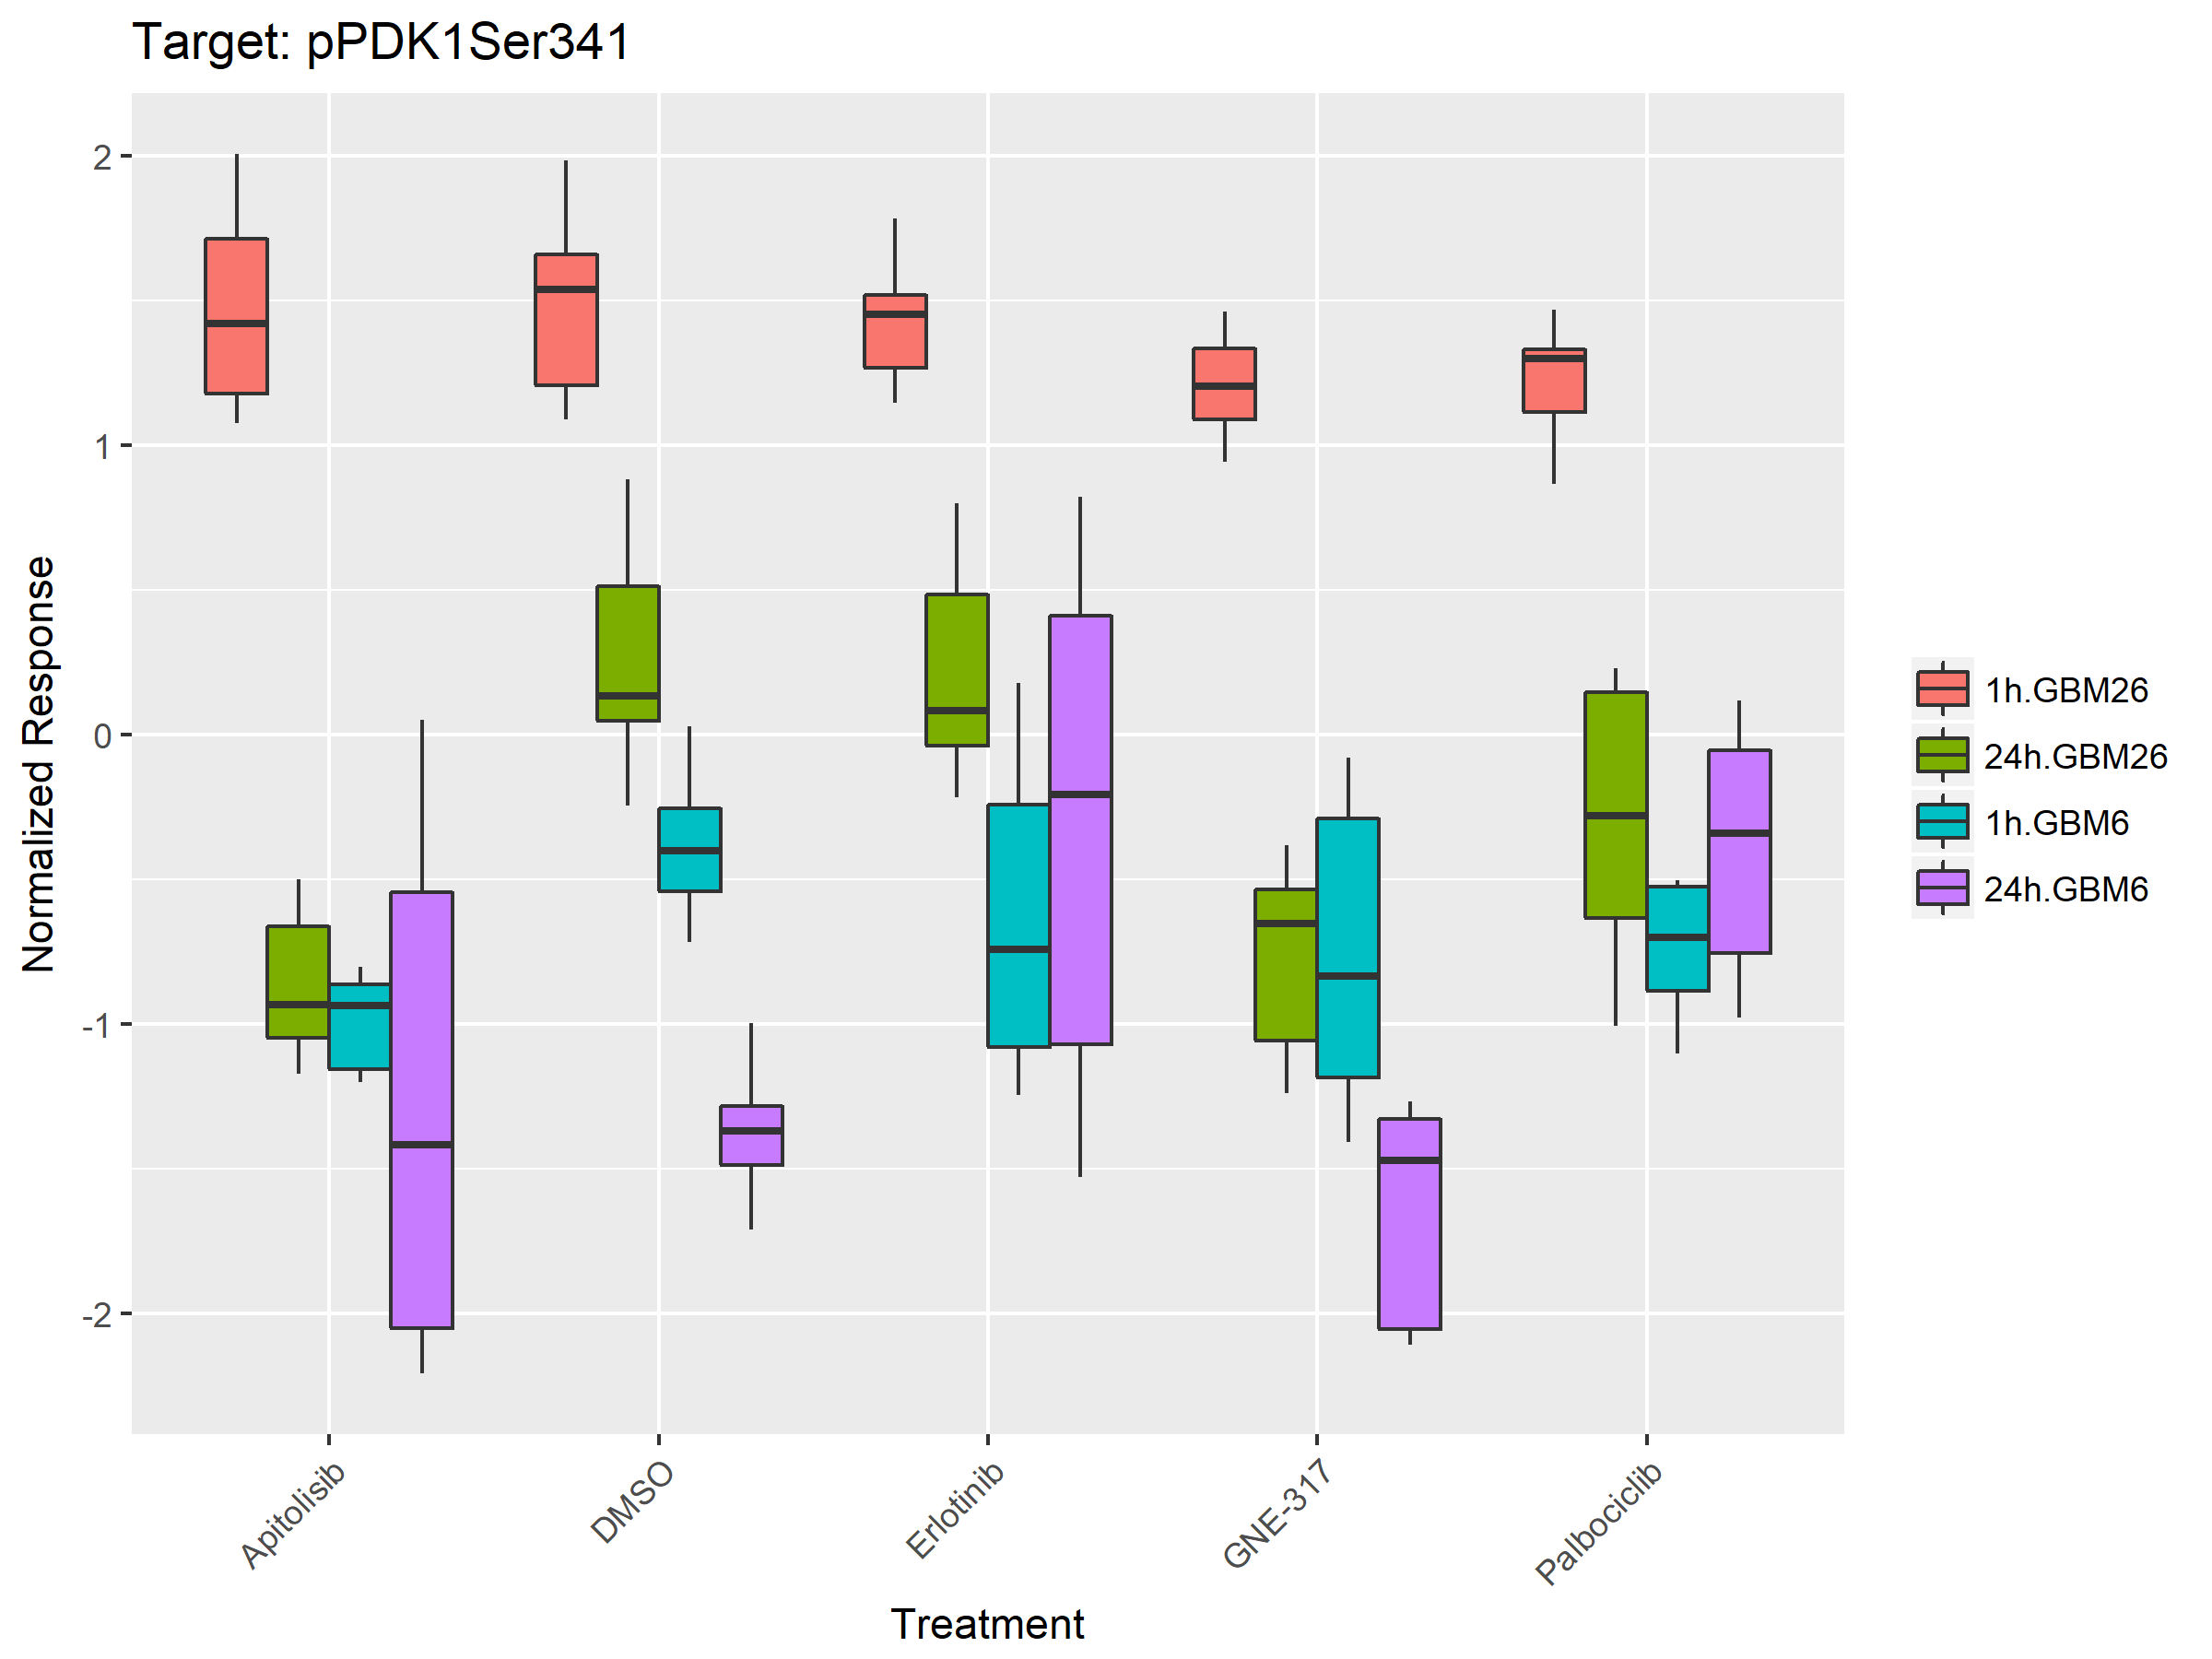 Target: pPDK1Ser341
Normalized Response
2
1
0
-1
-2
Apitolisib
DMSO
Erlotinib
GNE-317
Palbociclib
Treatment
1h.GBM26
24h.GBM26
1h.GBM6
24h.GBM6